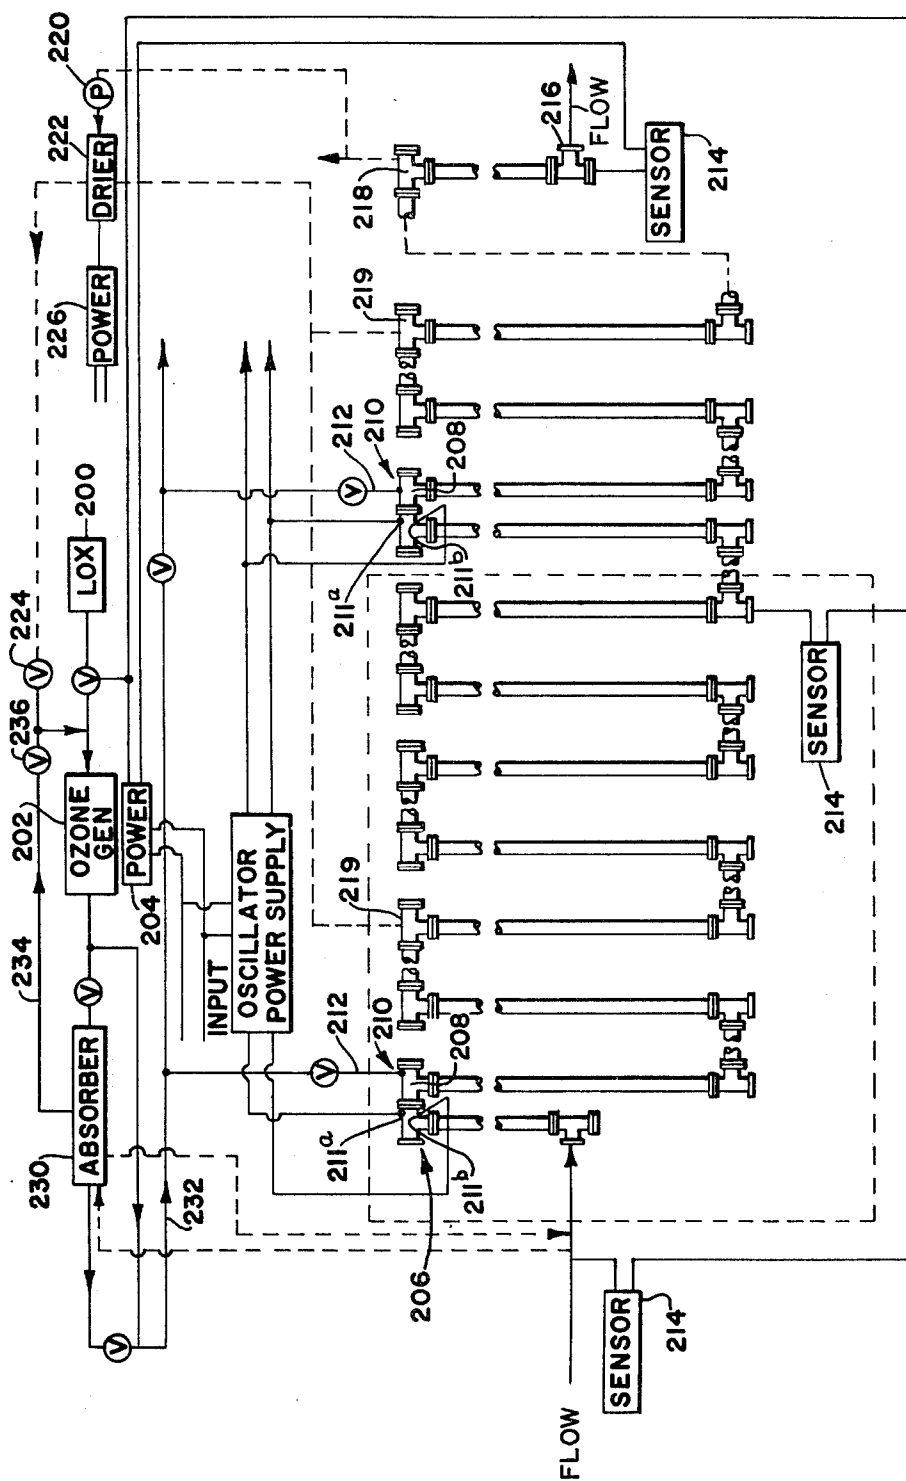 220
P
222
DRIER
226
POWER
224
V
236
V
V
LOX
200
202
OZONE
GEN
POWER
204
234
V
ABSORBER
230
V
232
V
INPUT
OSCILLATOR
POWER SUPPLY
212
V
210
208
211a
211b
212
V
210
208
211a
211b
206
219
219
218
216
FLOW
SENSOR
214
SENSOR
214
SENSOR
214
FLOW